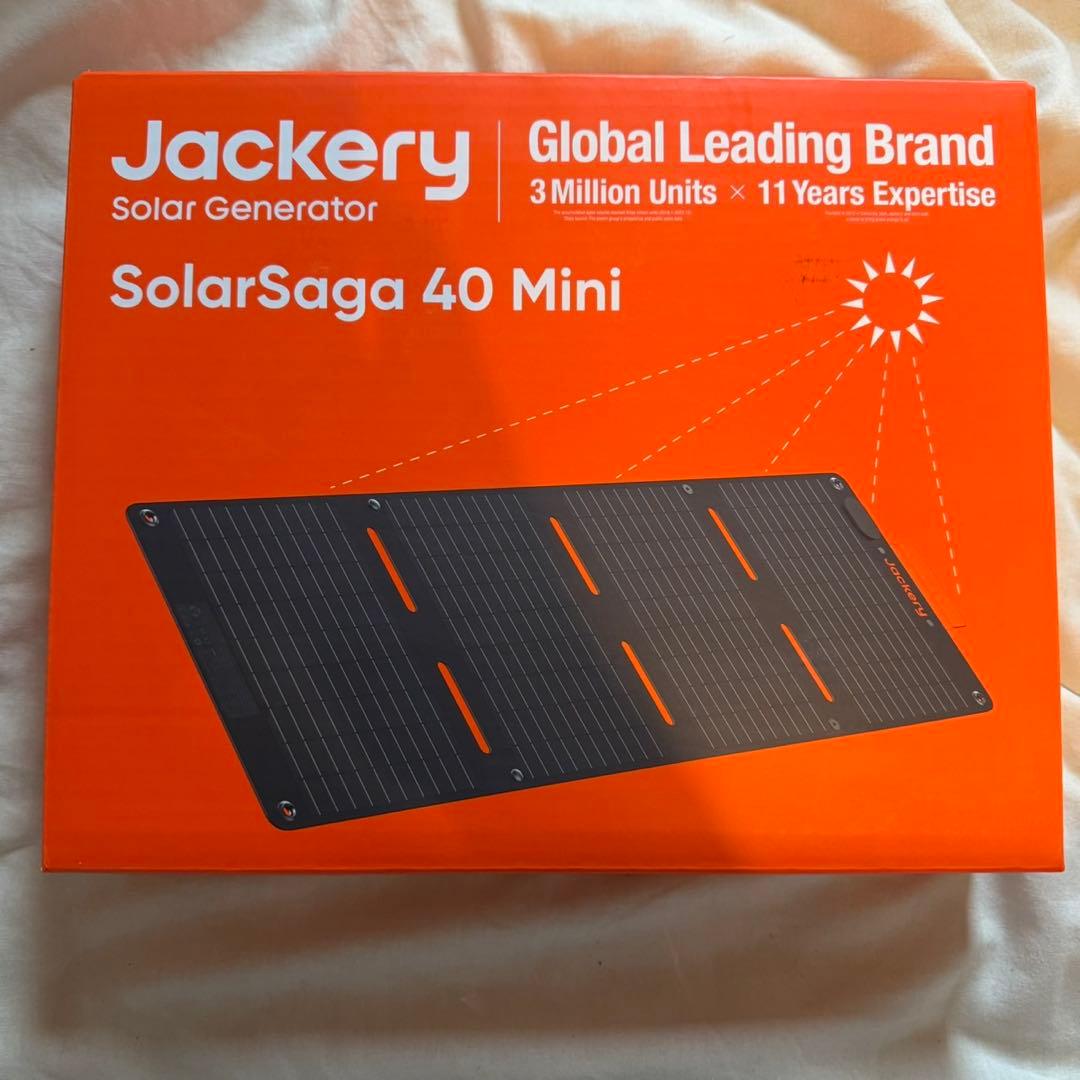 Jackery
Solar Generator
Global Leading Brand
3 Million Units × 11 Years Expertise
SolarSaga 40 Mini
Jackery